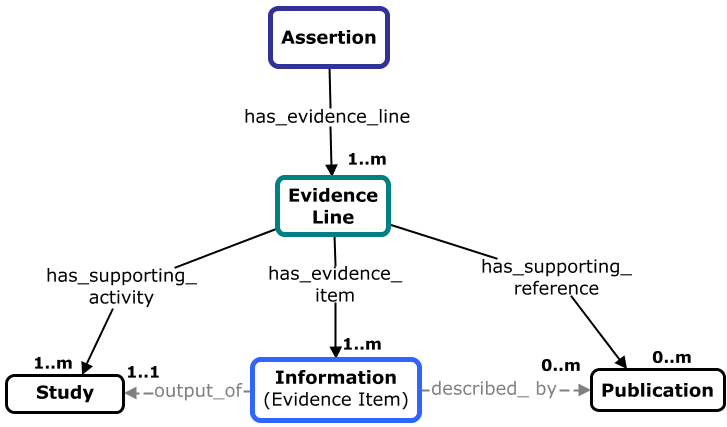 Assertion
has_evidence_line
1..m
Evidence
Line
has_supporting_
activity
has_evidence_
item
has_supporting_
reference
1..m
1..1
1..m
0..m
0..m
Study
output_of
Information
(Evidence Item)
described_ by
Publication